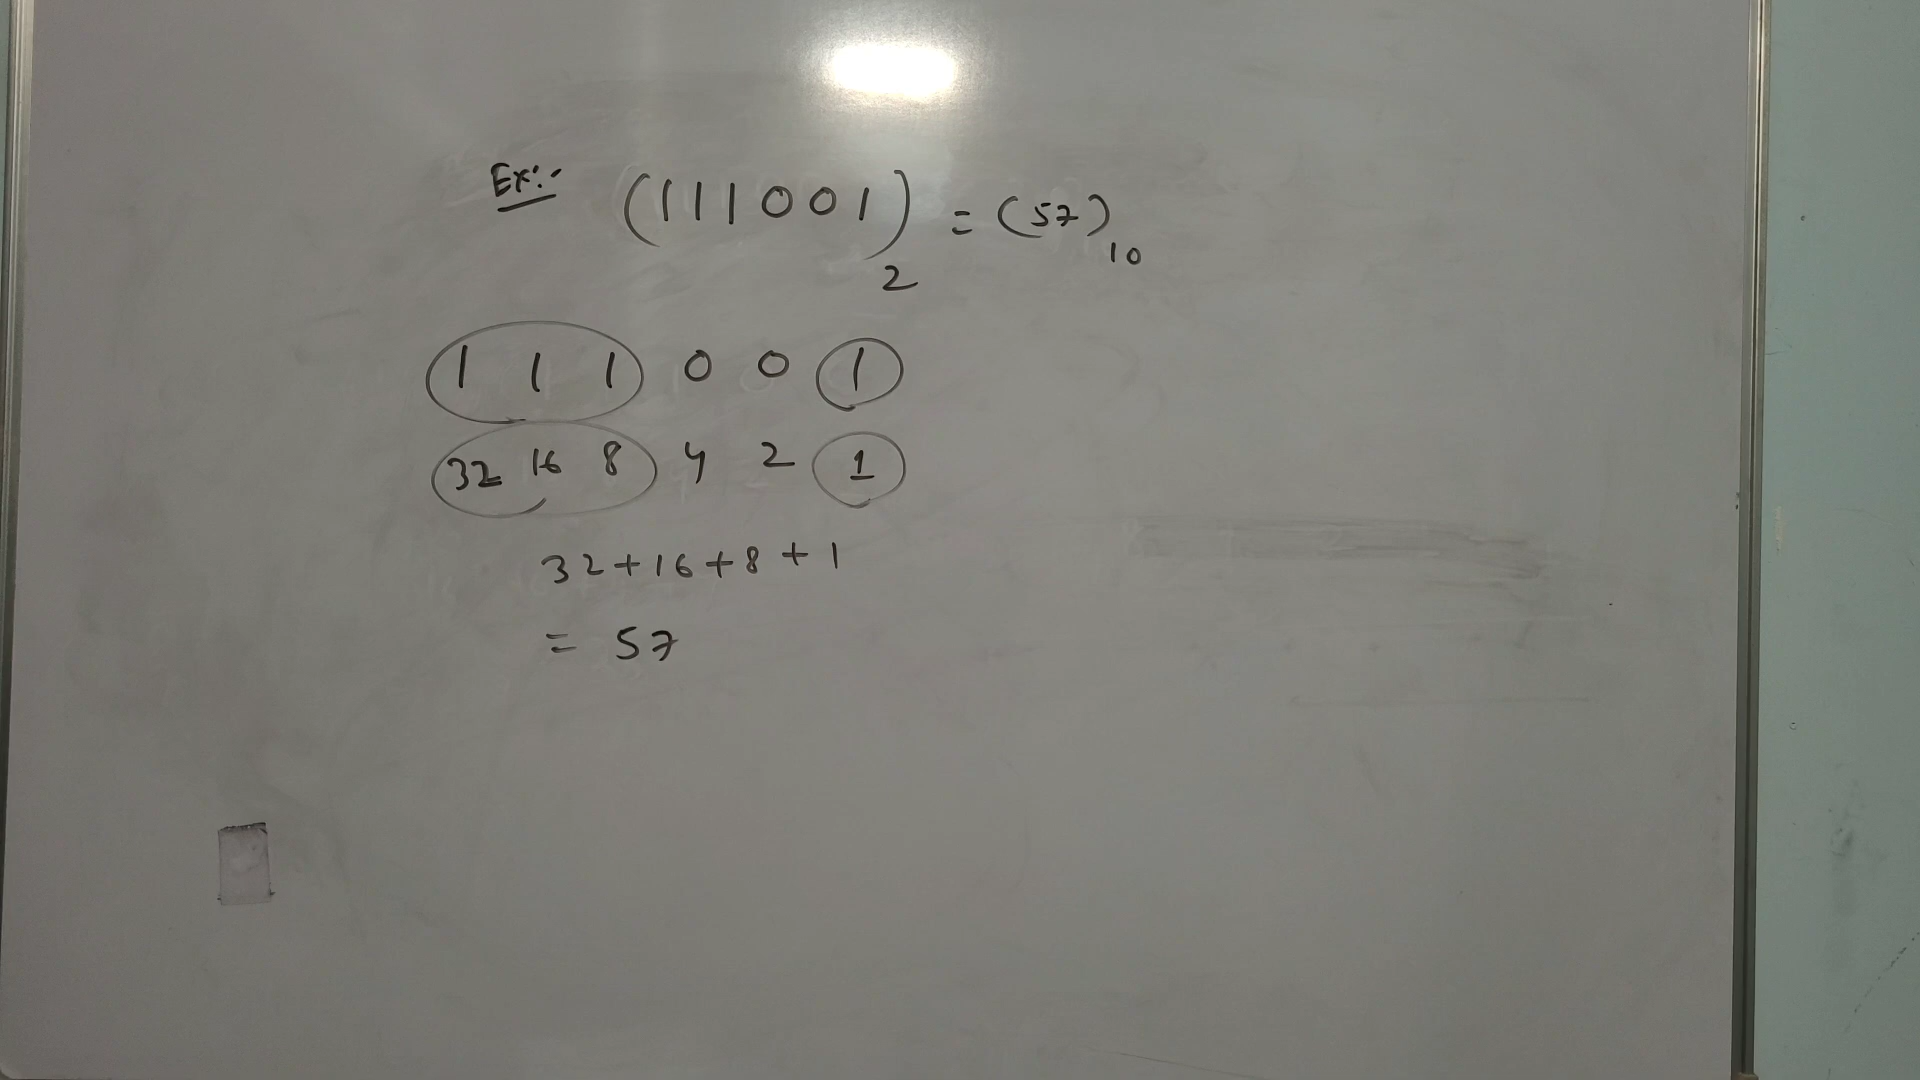 Ex:- (111001)2 = (57)10
1 1 1 0 0 1
32 16 8 4 2 1
32+16+8+1
= 57